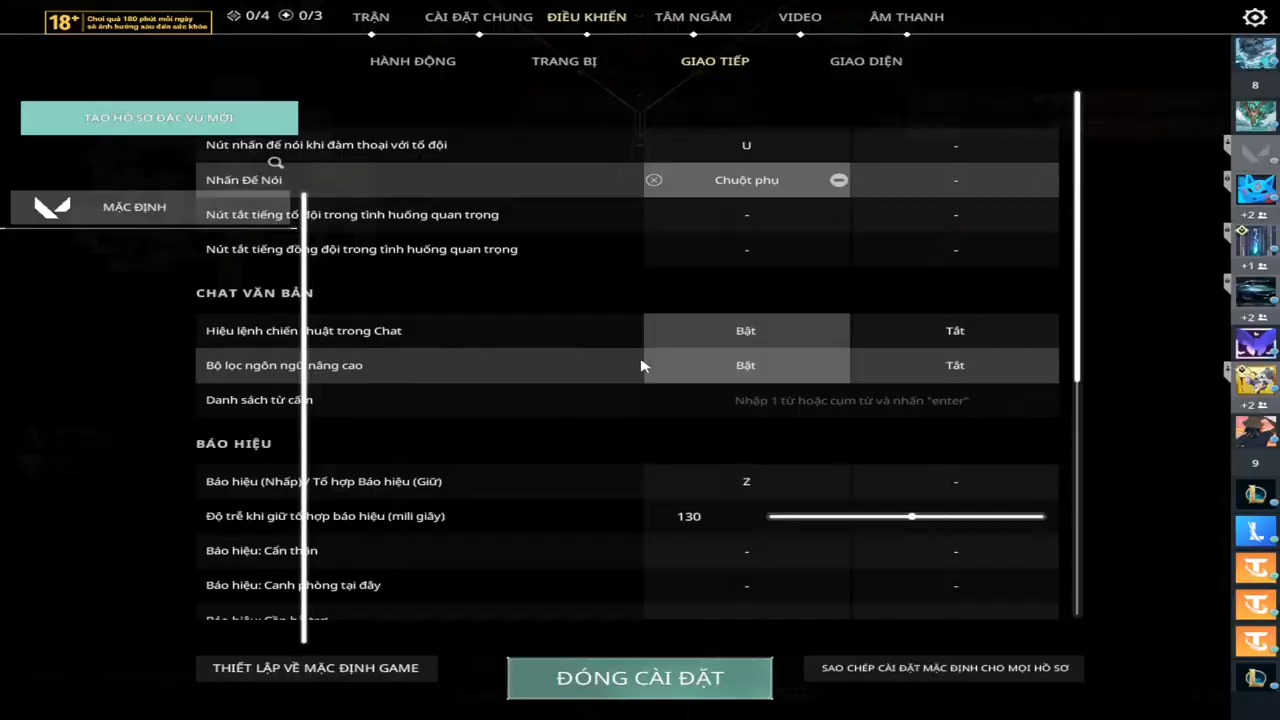 18+ Chơi quá 180 phút mỗi ngày
sẽ ảnh hưởng xấu đến sức khỏe
0/4 0/3
TRẬN CÀI ĐẶT CHUNG ĐIỀU KHIỂN TÂM NGẮM VIDEO ÂM THANH
HÀNH ĐỘNG TRANG BỊ GIAO TIẾP GIAO DIỆN
TẠO HỒ SƠ ĐẶC VỤ MỚI
MẶC ĐỊNH
Nút nhấn để nói khi đàm thoại với tổ đội U -
Nhấn Để Nói Chuột phụ -
Nút tắt tiếng tổ đội trong tình huống quan trọng - -
Nút tắt tiếng đồng đội trong tình huống quan trọng - -
CHAT VĂN BẢN
Hiệu lệnh chiến thuật trong Chat Bật Tắt
Bộ lọc ngôn ngữ nâng cao Bật Tắt
Danh sách từ cấm Nhập 1 từ hoặc cụm từ và nhấn "enter"
BÁO HIỆU
Báo hiệu (Nhấp) / Tổ hợp Báo hiệu (Giữ) Z -
Độ trễ khi giữ tổ hợp báo hiệu (mili giây) 130
Báo hiệu: Cẩn thận - -
Báo hiệu: Canh phòng tại đây - -
Báo hiệu: Cần hỗ trợ
THIẾT LẬP VỀ MẶC ĐỊNH GAME
ĐÓNG CÀI ĐẶT
SAO CHÉP CÀI ĐẶT MẶC ĐỊNH CHO MỌI HỒ SƠ
8
+2
+1
+2
+2
9